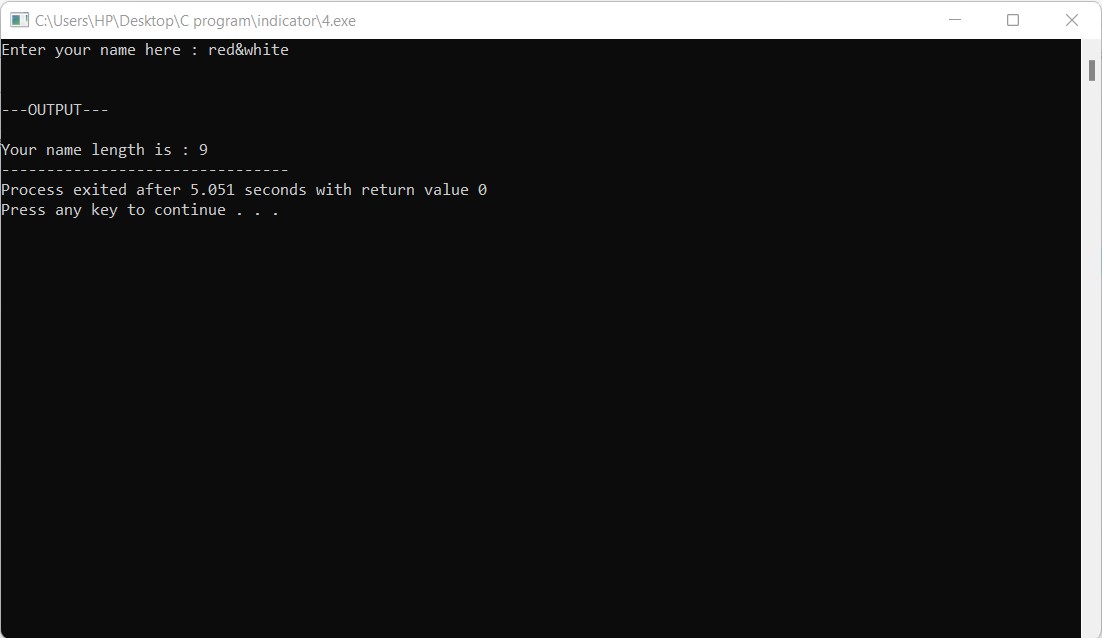 C:\Users\HP\Desktop\C program\indicator\4.exe
Enter your name here : red&white
---OUTPUT---
Your name length is : 9
--------------------------------
Process exited after 5.051 seconds with return value 0
Press any key to continue . . .